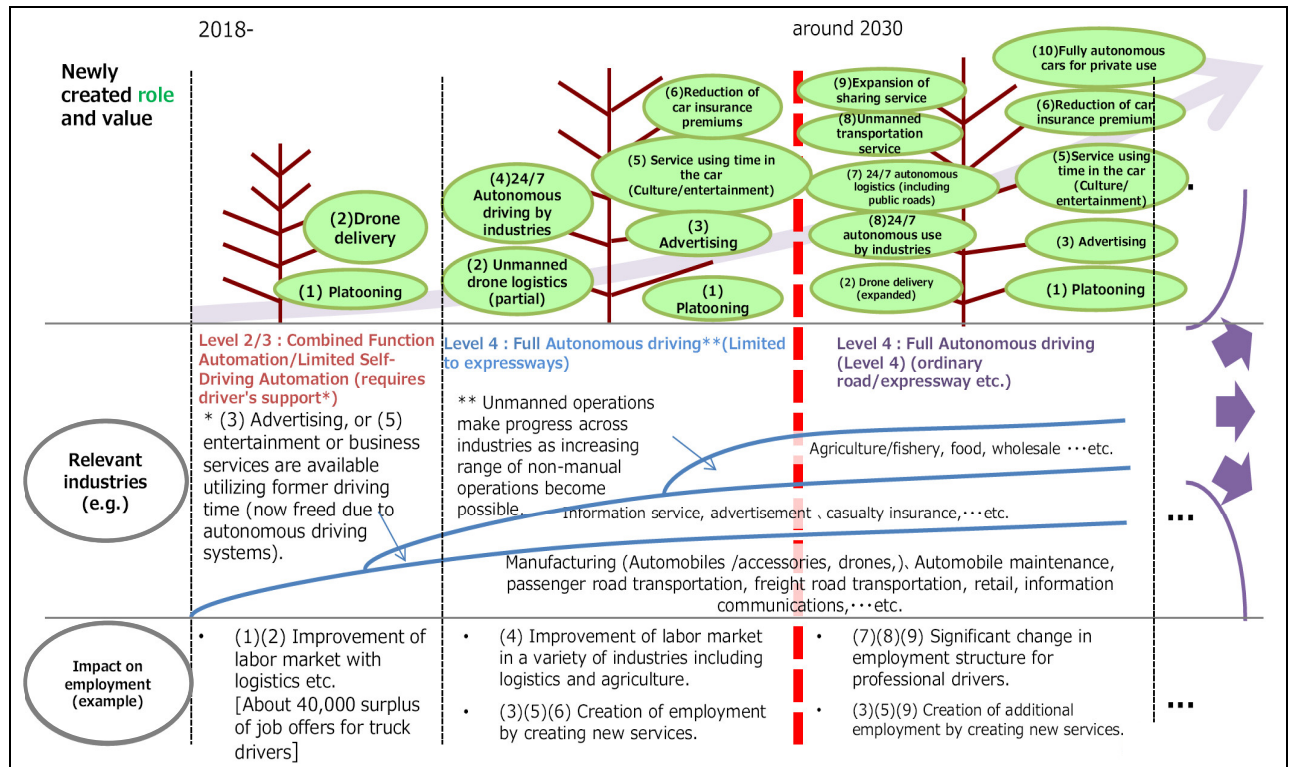 2018-
around 2030
Newly
created role
and value
(2)Drone
delivery
(1) Platooning
(6)Reduction of
car insurance
premiums
(5) Service using time in
the car
(Culture/entertainment)
(4)24/7
Autonomous
driving by
industries
(3)
Advertising
(2) Unmanned
drone logistics
(partial)
(1)
Platooning
(10)Fully autonomous
cars for private use
(9)Expansion of
sharing service
(6)Reduction of car
insurance premium
(8)Unmanned
transportation
service
(5)Service using
time in the car
(Culture/
entertainment)
(7) 24/7 autonomous
logistics (including
public roads)
(8)24/7
autonomous use
by industries
(3) Advertising
(2) Drone delivery
(expanded)
(1) Platooning
Level 2/3 : Combined Function
Automation/Limited Self-
Driving Automation (requires
driver's support*)
* (3) Advertising, or (5)
entertainment or business
services are available
utilizing former driving
time (now freed due to
autonomous driving
systems).
Level 4 : Full Autonomous driving**(Limited
to expressways)
** Unmanned operations
make progress across
industries as increasing
range of non-manual
operations become
possible.
Level 4 : Full Autonomous driving
(Level 4) (ordinary
road/expressway etc.)
Relevant
industries
(e.g.)
Agriculture/fishery, food, wholesale ・・・etc.
Information service, advertisement 、casualty insurance,・・・etc.
Manufacturing (Automobiles /accessories, drones,)、Automobile maintenance,
passenger road transportation, freight road transportation, retail, information
communications,・・・etc.
...
Impact on
employment
(example)
• (1)(2) Improvement of
labor market with
logistics etc.
[About 40,000 surplus
of job offers for truck
drivers]
• (4) Improvement of labor market
in a variety of industries including
logistics and agriculture.
• (3)(5)(6) Creation of employment
by creating new services.
• (7)(8)(9) Significant change in
employment structure for
professional drivers.
• (3)(5)(9) Creation of additional
employment by creating new services.
...